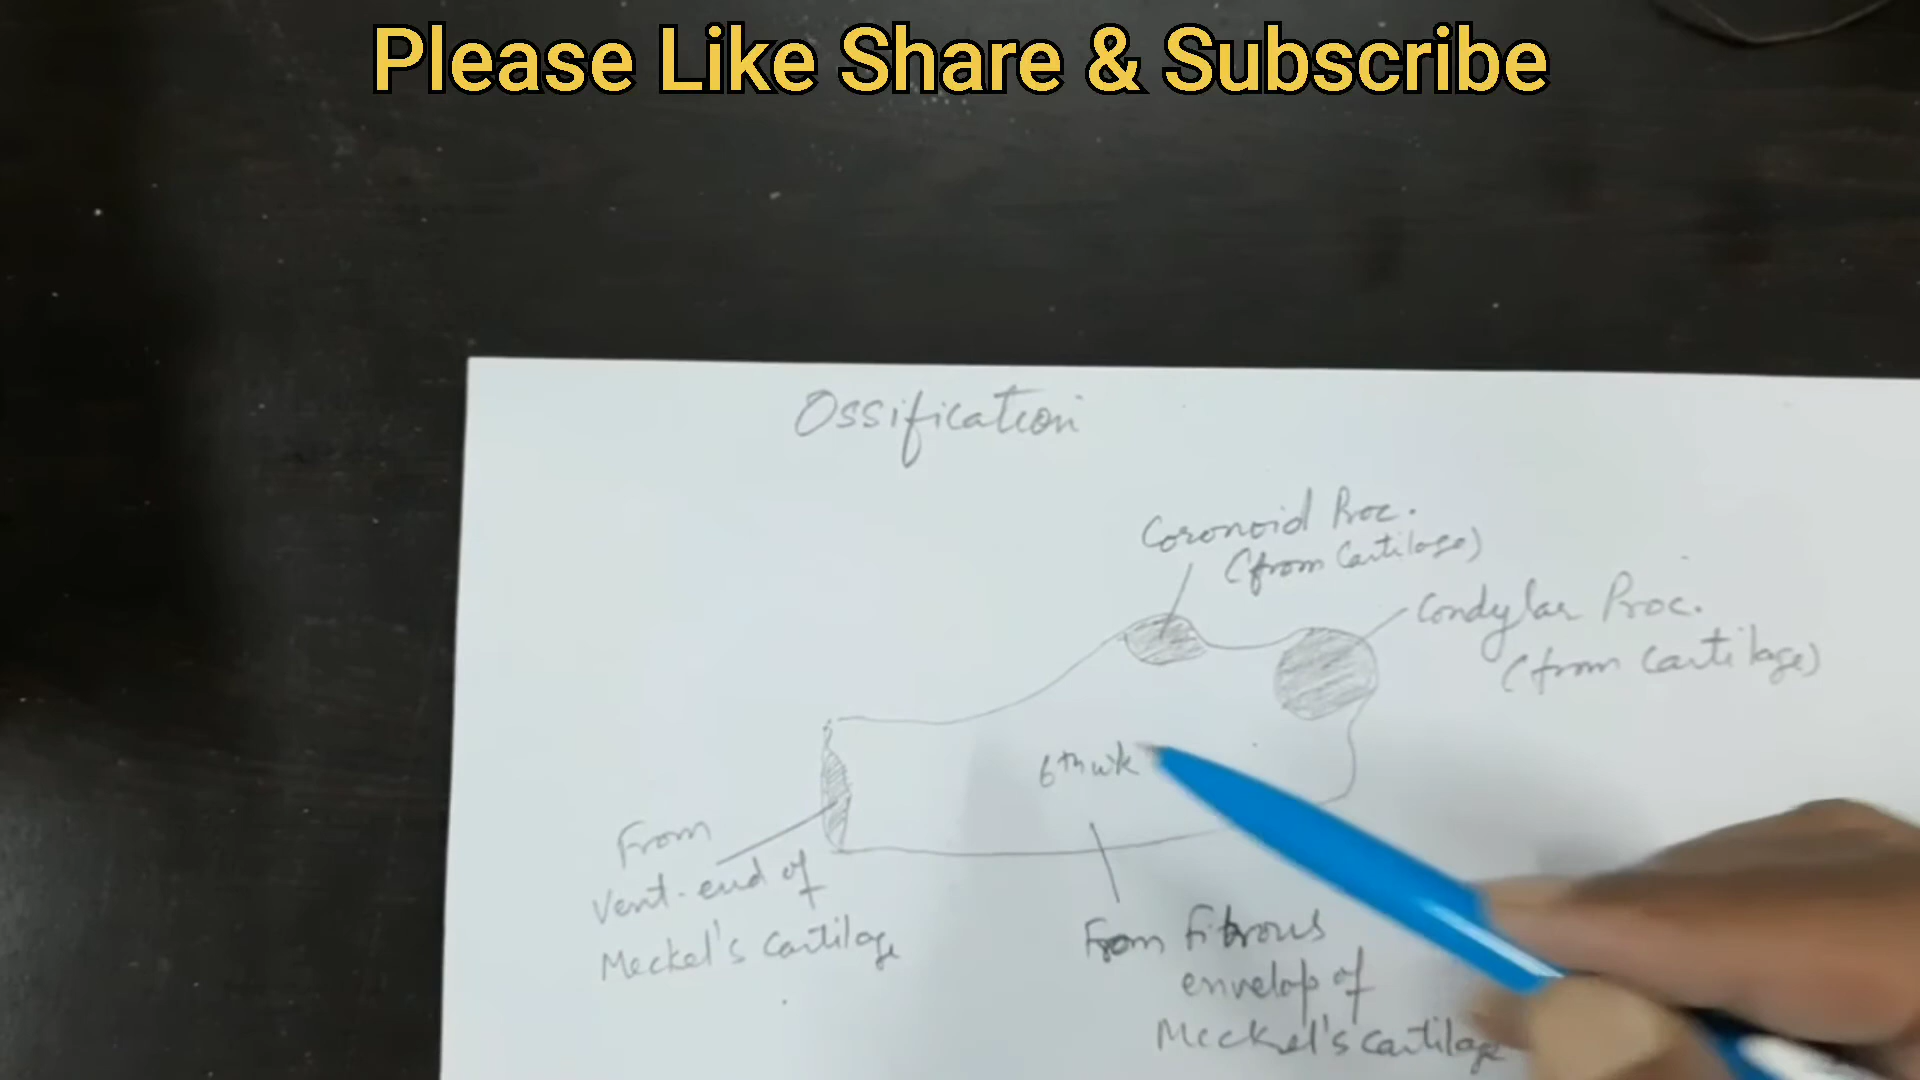 Please Like Share & Subscribe
Ossification
Coronoid Proc.
(from Cartilage)
Condylar Proc.
(from Cartilage)
6th wk
From
Vent. end of
Meckel's Cartilage
From Fibrous
envelop of
Meckel's Cartilage